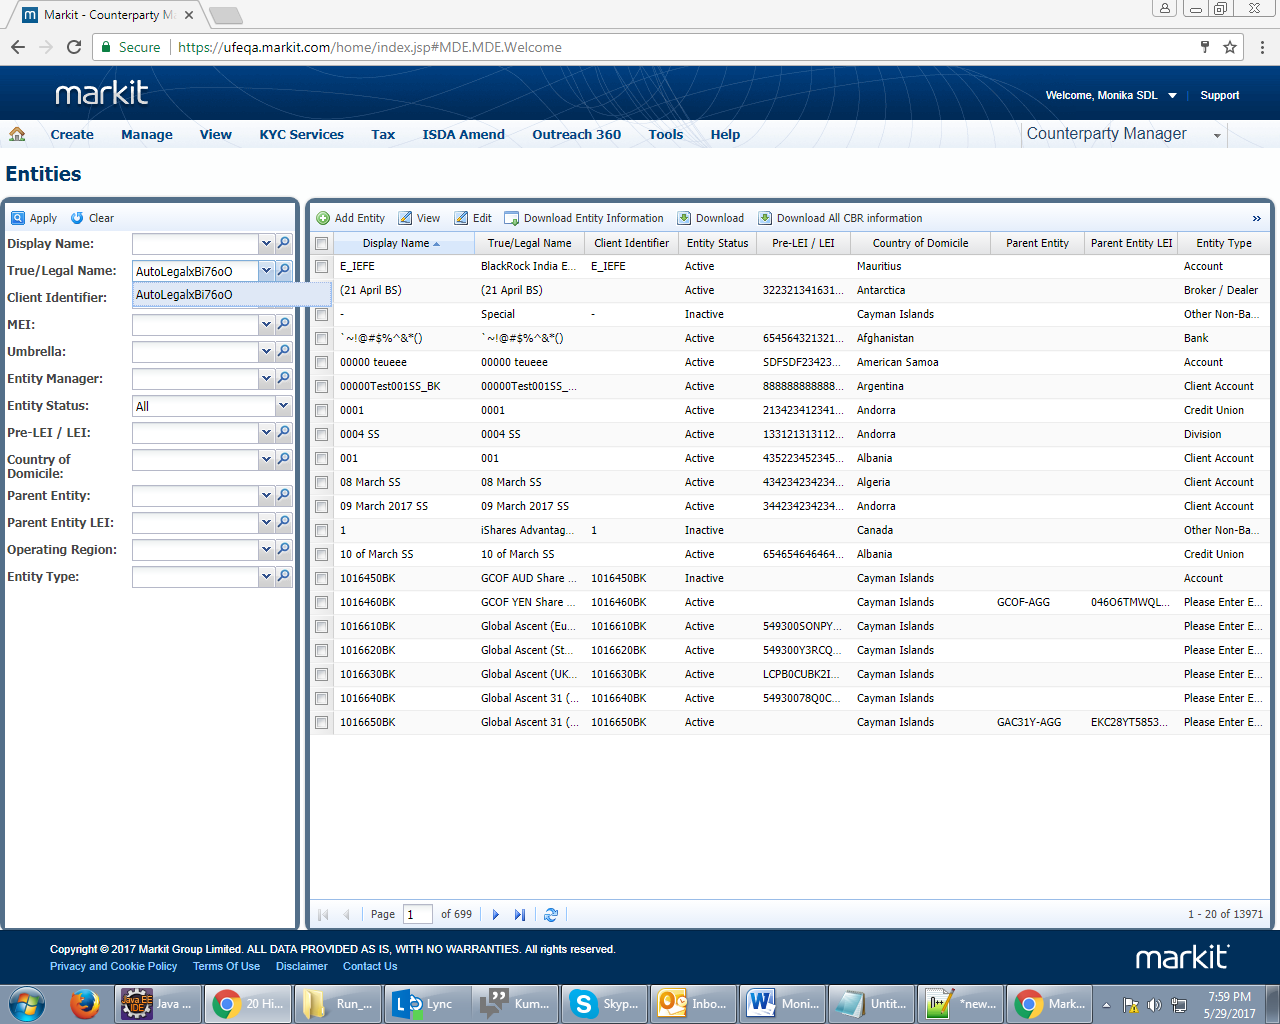 Markit - Counterparty Ma
Secure https://ufeqa.markit.com/home/index.jsp#MDE.MDE.Welcome
markit Welcome, Monika SDL Support
Create Manage View KYC Services Tax ISDA Amend Outreach 360 Tools Help Counterparty Manager
Entities
Apply Clear
Display Name:
True/Legal Name: AutoLegalxBi76oO
AutoLegalxBi76oO
Client Identifier:
MEI:
Umbrella:
Entity Manager:
Entity Status: All
Pre-LEI / LEI:
Country of
Domicile:
Parent Entity:
Parent Entity LEI:
Operating Region:
Entity Type:
Add Entity View Edit Download Entity Information Download Download All CBR information »
Display Name True/Legal Name Client Identifier Entity Status Pre-LEI / LEI Country of Domicile Parent Entity Parent Entity LEI Entity Type
E_IEFE BlackRock India E... E_IEFE Active Mauritius Account
(21 April BS) (21 April BS) Active 322321341631... Antarctica Broker / Dealer
- Special - Inactive Cayman Islands Other Non-Ba...
`~!@#$%^&*() `~!@#$%^&*() Active 654564321321... Afghanistan Bank
00000 teueee 00000 teueee Active SDFSDF23423... American Samoa Account
00000Test001SS_BK 00000Test001SS_... Active 888888888888... Argentina Client Account
0001 0001 Active 213423412341... Andorra Credit Union
0004 SS 0004 SS Active 133121313112... Andorra Division
001 001 Active 435223452345... Albania Client Account
08 March SS 08 March SS Active 434234234234... Algeria Client Account
09 March 2017 SS 09 March 2017 SS Active 344234234234... Andorra Client Account
1 iShares Advantag... 1 Inactive Canada Other Non-Ba...
10 of March SS 10 of March SS Active 654654646464... Albania Credit Union
1016450BK GCOF AUD Share ... 1016450BK Inactive Cayman Islands Account
1016460BK GCOF YEN Share ... 1016460BK Active Cayman Islands GCOF-AGG 046O6TMWQL... Please Enter E...
1016610BK Global Ascent (Eu... 1016610BK Active 549300SONPY... Cayman Islands Please Enter E...
1016620BK Global Ascent (St... 1016620BK Active 549300Y3RCQ... Cayman Islands Please Enter E...
1016630BK Global Ascent (UK... 1016630BK Active LCPB0CUBK2I... Cayman Islands Please Enter E...
1016640BK Global Ascent 31 (... 1016640BK Active 54930078Q0C... Cayman Islands Please Enter E...
1016650BK Global Ascent 31 (... 1016650BK Active Cayman Islands GAC31Y-AGG EKC28YT5853... Please Enter E...
Page 1 of 699 1 - 20 of 13971
Copyright © 2017 Markit Group Limited. ALL DATA PROVIDED AS IS, WITH NO WARRANTIES. All rights reserved.
Privacy and Cookie Policy Terms Of Use Disclaimer Contact Us
markit
Java ... 20 Hi... Run_... Lync Kum... Skyp... Inbo... Moni... Untit... *new... Mark... 7:59 PM
5/29/2017